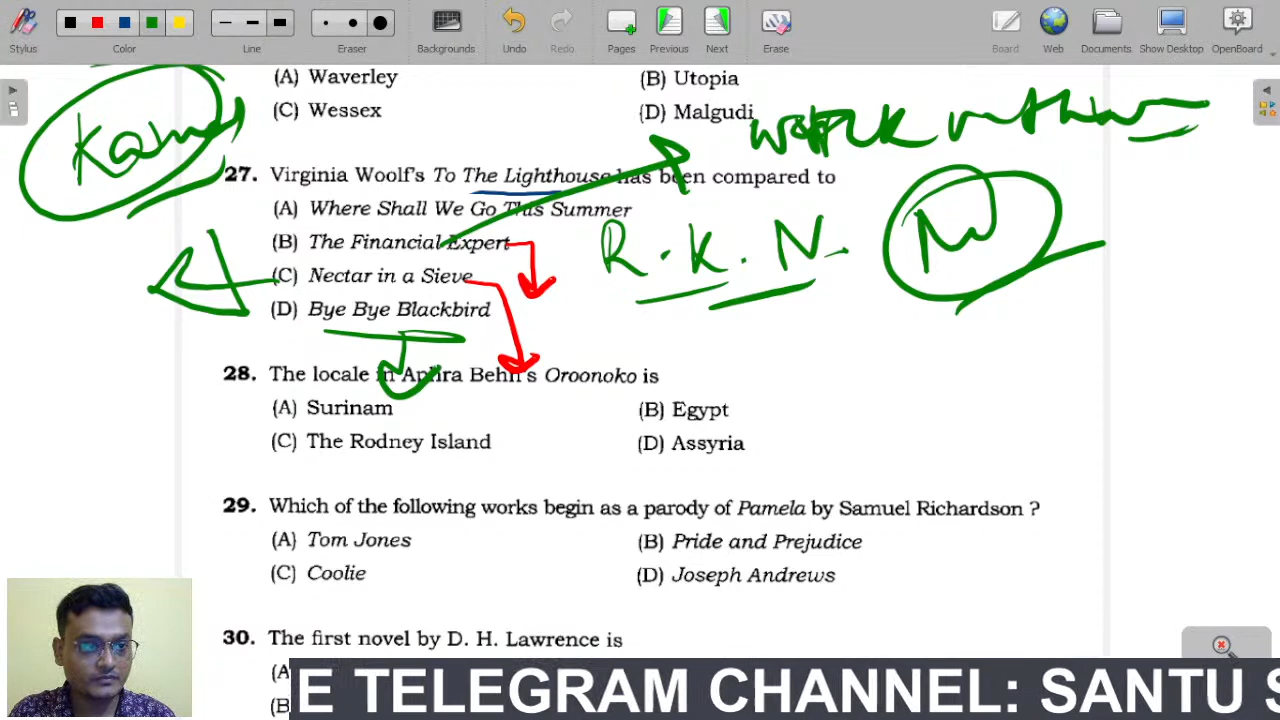 Stylus Color Line Eraser Backgrounds Undo Redo Pages Previous Next Erase Board Web Documents Show Desktop OpenBoard
(A) Waverley (B) Utopia
(C) Wessex (D) Malgudi
27. Virginia Woolf's To The Lighthouse has been compared to
(A) Where Shall We Go This Summer
(B) The Financial Expert
R.K.N.
(C) Nectar in a Sieve
(D) Bye Bye Blackbird
28. The locale in Aphra Behn's Oroonoko is
(A) Surinam (B) Egypt
(C) The Rodney Island (D) Assyria
29. Which of the following works begin as a parody of Pamela by Samuel Richardson ?
(A) Tom Jones (B) Pride and Prejudice
(C) Coolie (D) Joseph Andrews
30. The first novel by D. H. Lawrence is
(A
(B
E TELEGRAM CHANNEL: SANTU S